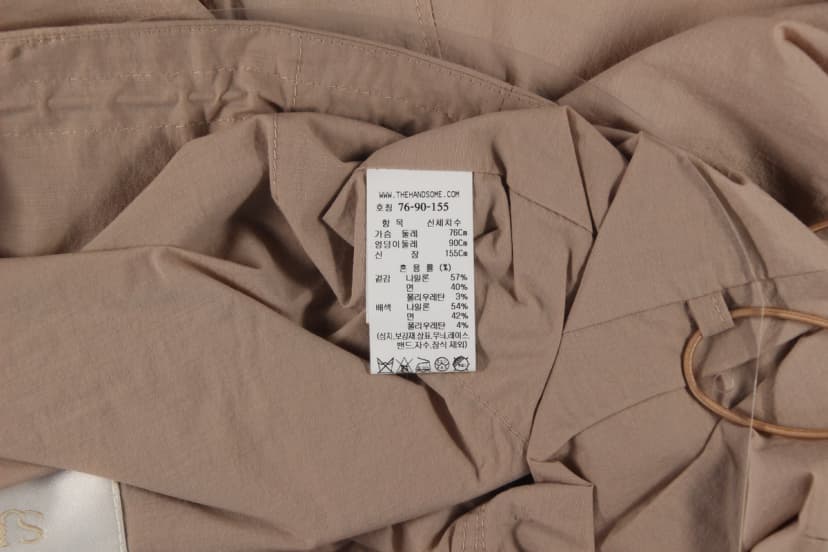 WWW.THEHANDSOME.COM
호칭 76-90-155
항 목 신체치수
가슴 둘레 76Cm
엉덩이둘레 90Cm
신 장 155Cm
혼 용 률 (%)
겉감 나일론 57%
면 40%
폴리우레탄 3%
배색 나일론 54%
면 42%
폴리우레탄 4%
(심지,보강재,상표,무늬,레이스,
밴드,자수,장식 제외)
rs